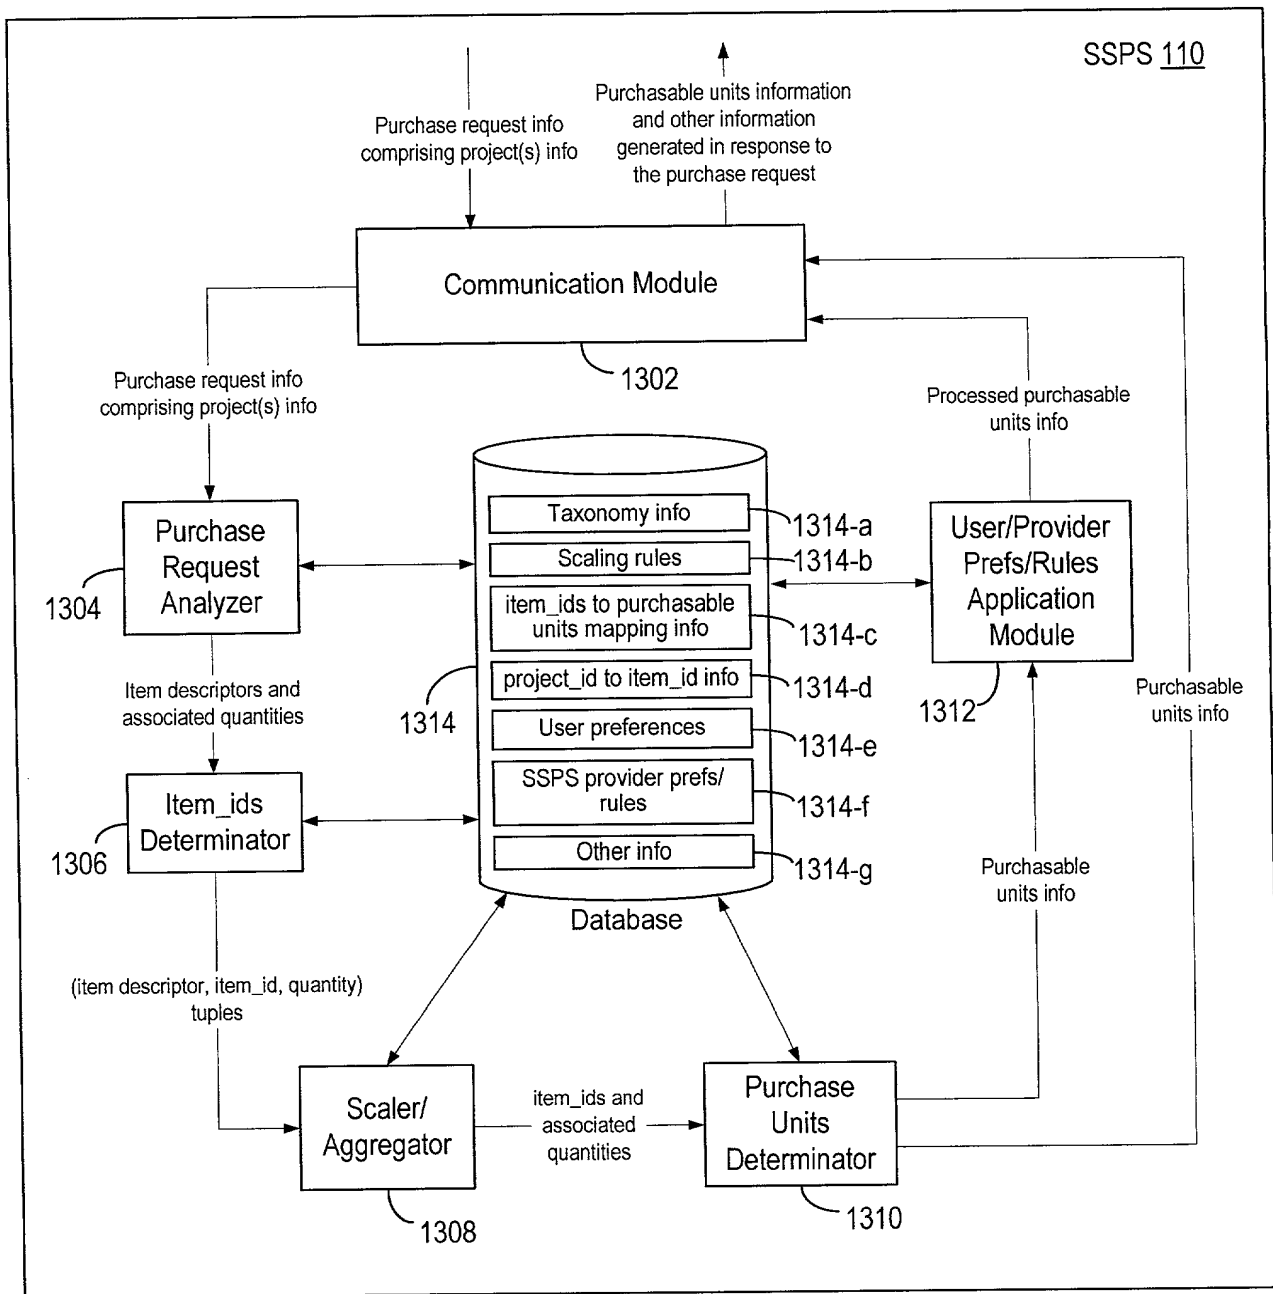 SSPS 110
Purchase request info
comprising project(s) info
Purchasable units information
and other information
generated in response to
the purchase request
Communication Module
1302
Purchase request info
comprising project(s) info
Processed purchasable
units info
Purchase
Request
Analyzer
1304
Taxonomy info
1314-a
Scaling rules
1314-b
item_ids to purchasable
units mapping info
1314-c
project_id to item_id info
1314-d
User preferences
1314-e
SSPS provider prefs/
rules
1314-f
Other info
1314-g
1314
Database
User/Provider
Prefs/Rules
Application
Module
1312
Purchasable
units info
Item descriptors and
associated quantities
Item_ids
Determinator
1306
Purchasable
units info
(item descriptor, item_id, quantity)
tuples
Scaler/
Aggregator
1308
item_ids and
associated
quantities
Purchase
Units
Determinator
1310